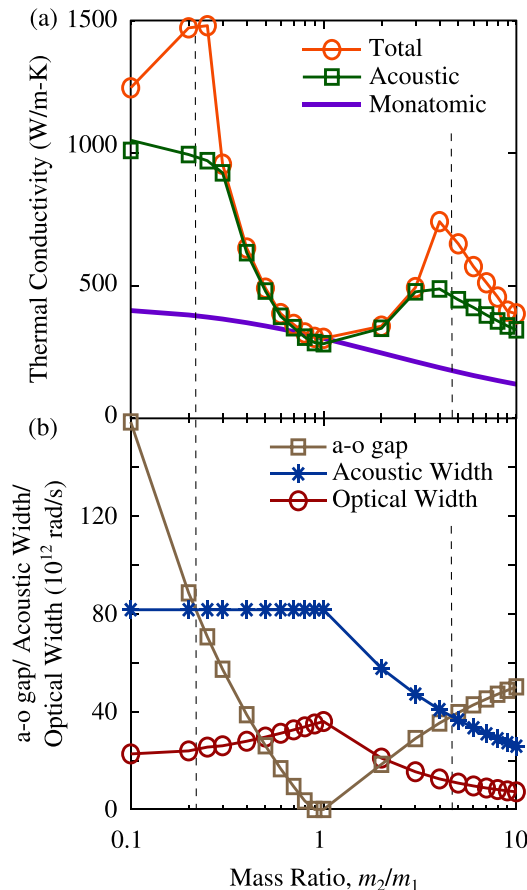 (a)
1500
1000
500
0
Thermal Conductivity (W/m-K)
Total
Acoustic
Monatomic
(b)
120
80
40
0
a-o gap/ Acoustic Width/
Optical Width (10¹² rad/s)
a-o gap
Acoustic Width
Optical Width
0.1
1
10
Mass Ratio, m₂/m₁